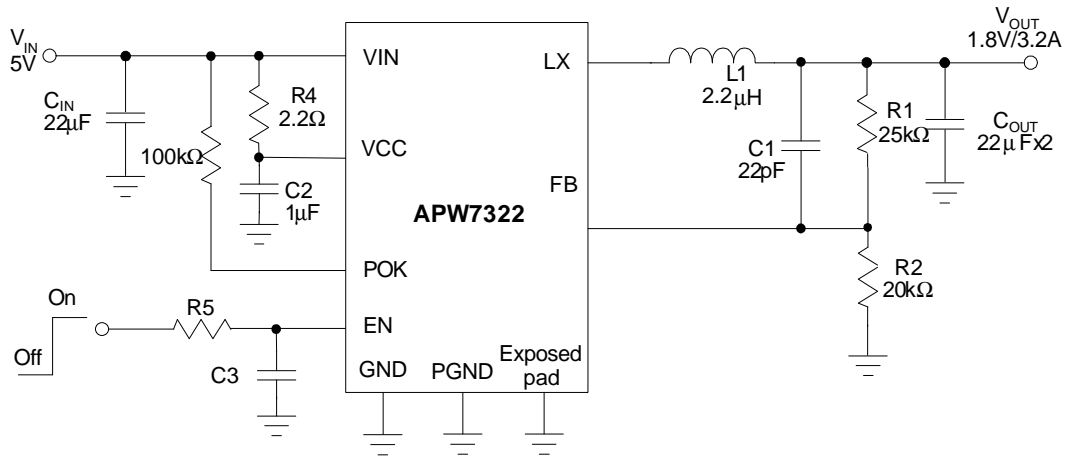 VIN
5V
CIN
22μF
100kΩ
R4
2.2Ω
C2
1μF
VIN
VCC
POK
EN
GND
PGND
Exposed
pad
LX
FB
APW7322
On
Off
R5
C3
L1
2.2μH
C1
22pF
R1
25kΩ
COUT
22μFx2
VOUT
1.8V/3.2A
R2
20kΩ